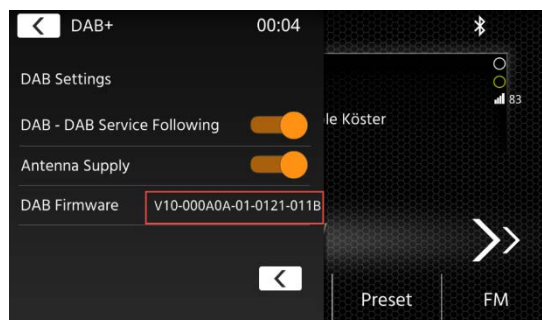 DAB+ 00:04
83
DAB Settings
DAB - DAB Service Following
le Köster
Antenna Supply
DAB Firmware V10-000A0A-01-0121-011B
Preset FM